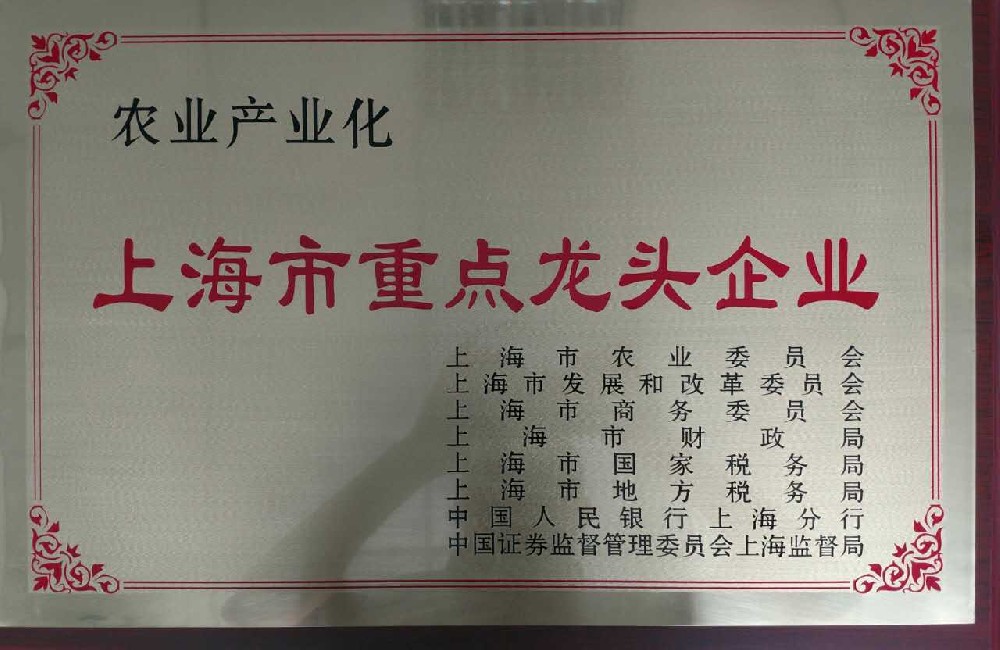 农业产业化
上海市重点龙头企业
上海市农业委员会
上海市发展和改革委员会
上海市商务委员会
上海市财政局
上海市国家税务局
上海市地方税务局
中国人民银行上海分行
中国证券监督管理委员会上海监督局